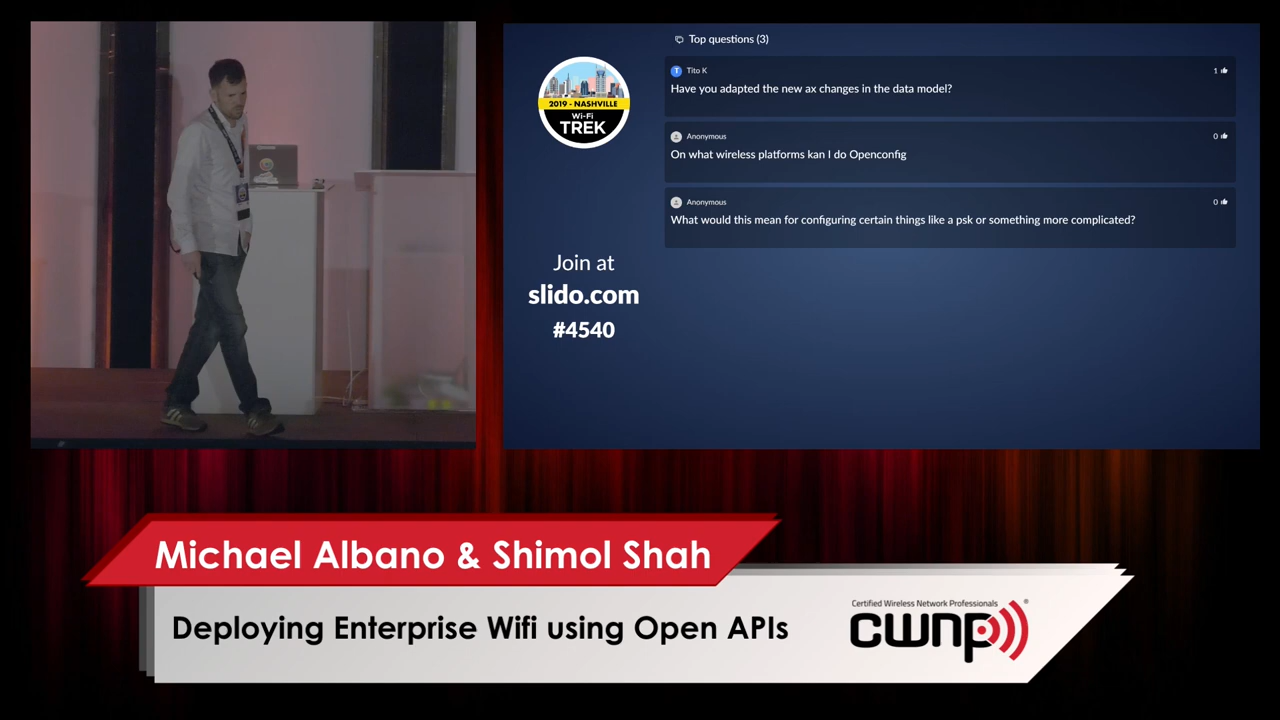 Top questions (3)
T
Tito K
1
Have you adapted the new ax changes in the data model?
Anonymous
0
On what wireless platforms kan I do Openconfig
Anonymous
0
What would this mean for configuring certain things like a psk or something more complicated?
2019 - NASHVILLE
Wi-Fi
TREK
Join at
slido.com
#4540
Michael Albano & Shimol Shah
Deploying Enterprise Wifi using Open APIs
Certified Wireless Network Professionals
®
cwnp